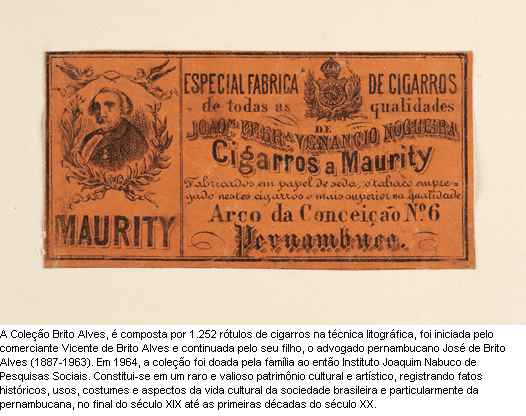 ESPECIAL FABRICA DE CIGARROS
de todas as qualidades
DE
VENANCIO NOGUEIRA
Cigarros a Maurity
Fabricados em papel de seda, o tabaco empre-
gado nestes cigarros e mais superior na qualidade
Arco da Conceição Nº 6
Pernambuco.
MAURITY
A Coleção Brito Alves, é composta por 1.252 rótulos de cigarros na técnica litográfica, foi iniciada pelo
comerciante Vicente de Brito Alves e continuada pelo seu filho, o advogado pernambucano José de Brito
Alves (1887-1963). Em 1964, a coleção foi doada pela família ao então Instituto Joaquim Nabuco de
Pesquisas Sociais. Constitui-se em um raro e valioso patrimônio cultural e artístico, registrando fatos
históricos, usos, costumes e aspectos da vida cultural da sociedade brasileira e particularmente da
pernambucana, no final do século XIX até as primeiras décadas do século XX.